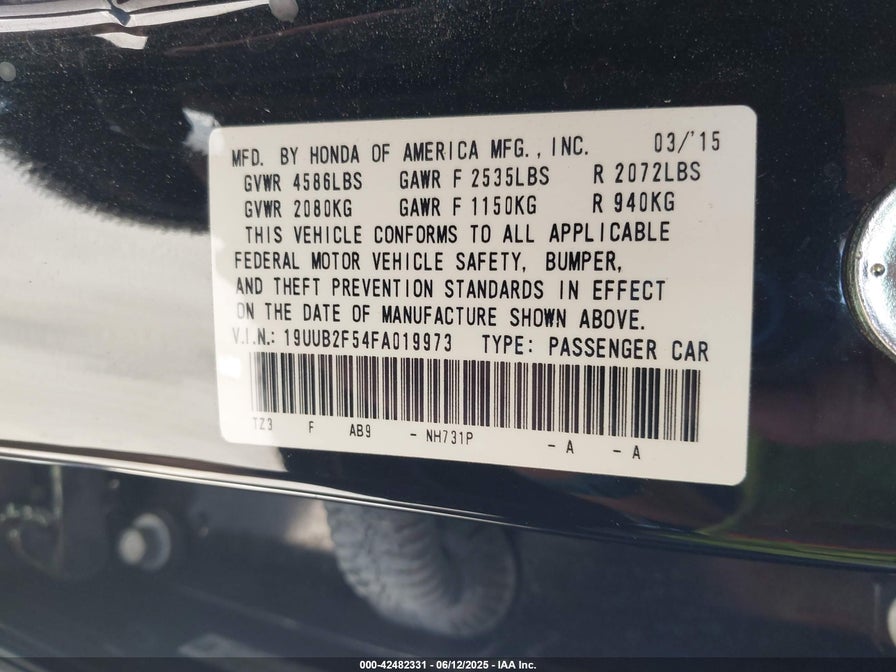 MFD. BY HONDA OF AMERICA MFG., INC. 03/'15
GVWR 4586LBS GAWR F 2535LBS R 2072LBS
GVWR 2080KG GAWR F 1150KG R 940KG
THIS VEHICLE CONFORMS TO ALL APPLICABLE
FEDERAL MOTOR VEHICLE SAFETY, BUMPER,
AND THEFT PREVENTION STANDARDS IN EFFECT
ON THE DATE OF MANUFACTURE SHOWN ABOVE.
V.I.N.: 19UUB2F54FA019973 TYPE: PASSENGER CAR
TZ3 F AB9 - NH731P - A - A
000-42482331 - 06/12/2025 - IAA Inc.